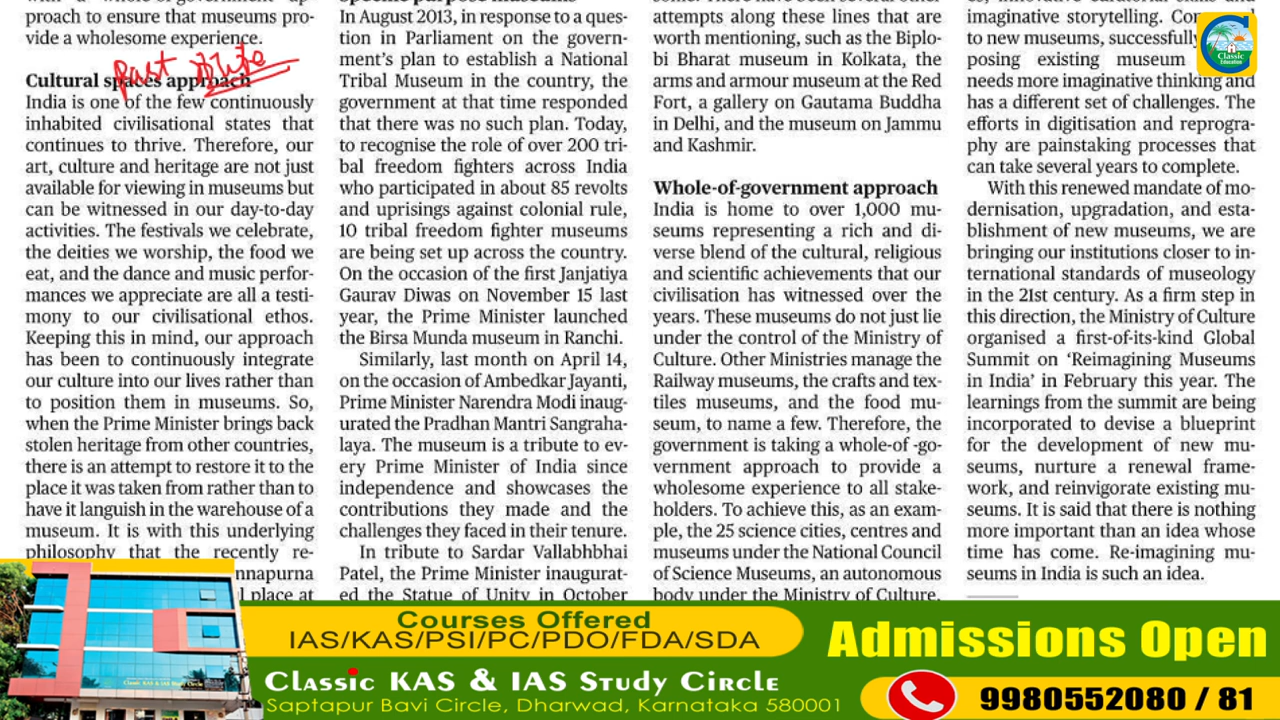 with a whole-of-government ap-
proach to ensure that museums pro-
vide a wholesome experience.
Cultural spaces approach
India is one of the few continuously
inhabited civilisational states that
continues to thrive. Therefore, our
art, culture and heritage are not just
available for viewing in museums but
can be witnessed in our day-to-day
activities. The festivals we celebrate,
the deities we worship, the food we
eat, and the dance and music perfor-
mances we appreciate are all a testi-
mony to our civilisational ethos.
Keeping this in mind, our approach
has been to continuously integrate
our culture into our lives rather than
to position them in museums. So,
when the Prime Minister brings back
stolen heritage from other countries,
there is an attempt to restore it to the
place it was taken from rather than to
have it languish in the warehouse of a
museum. It is with this underlying
philosophy that the recently re-
nnapurna
l place at
Specific purpose museums
In August 2013, in response to a ques-
tion in Parliament on the govern-
ment's plan to establish a National
Tribal Museum in the country, the
government at that time responded
that there was no such plan. Today,
to recognise the role of over 200 tri-
bal freedom fighters across India
who participated in about 85 revolts
and uprisings against colonial rule,
10 tribal freedom fighter museums
are being set up across the country.
On the occasion of the first Janjatiya
Gaurav Diwas on November 15 last
year, the Prime Minister launched
the Birsa Munda museum in Ranchi.
Similarly, last month on April 14,
on the occasion of Ambedkar Jayanti,
Prime Minister Narendra Modi inaug-
urated the Pradhan Mantri Sangraha-
laya. The museum is a tribute to ev-
ery Prime Minister of India since
independence and showcases the
contributions they made and the
challenges they faced in their tenure.
In tribute to Sardar Vallabhbhai
Patel, the Prime Minister inaugurat-
ed the Statue of Unity in October
some. There have been several other
attempts along these lines that are
worth mentioning, such as the Biplo-
bi Bharat museum in Kolkata, the
arms and armour museum at the Red
Fort, a gallery on Gautama Buddha
in Delhi, and the museum on Jammu
and Kashmir.
Whole-of-government approach
India is home to over 1,000 mu-
seums representing a rich and di-
verse blend of the cultural, religious
and scientific achievements that our
civilisation has witnessed over the
years. These museums do not just lie
under the control of the Ministry of
Culture. Other Ministries manage the
Railway museums, the crafts and tex-
tiles museums, and the food mu-
seum, to name a few. Therefore, the
government is taking a whole-of -go-
vernment approach to provide a
wholesome experience to all stake-
holders. To achieve this, as an exam-
ple, the 25 science cities, centres and
museums under the National Council
of Science Museums, an autonomous
body under the Ministry of Culture,
imaginative storytelling.
to new museums, successfully
posing existing museum
needs more imaginative thinking and
has a different set of challenges. The
efforts in digitisation and reprogra-
phy are painstaking processes that
can take several years to complete.
With this renewed mandate of mo-
dernisation, upgradation, and esta-
blishment of new museums, we are
bringing our institutions closer to in-
ternational standards of museology
in the 21st century. As a firm step in
this direction, the Ministry of Culture
organised a first-of-its-kind Global
Summit on 'Reimagining Museums
in India' in February this year. The
learnings from the summit are being
incorporated to devise a blueprint
for the development of new mu-
seums, nurture a renewal frame-
work, and reinvigorate existing mu-
seums. It is said that there is nothing
more important than an idea whose
time has come. Re-imagining mu-
seums in India is such an idea.
Classic
Education
Courses Offered
IAS/KAS/PSI/PC/PDO/FDA/SDA
Classic KAS & IAS Study Circle
Saptapur Bavi Circle, Dharwad, Karnataka 580001
Admissions Open
9980552080 / 81